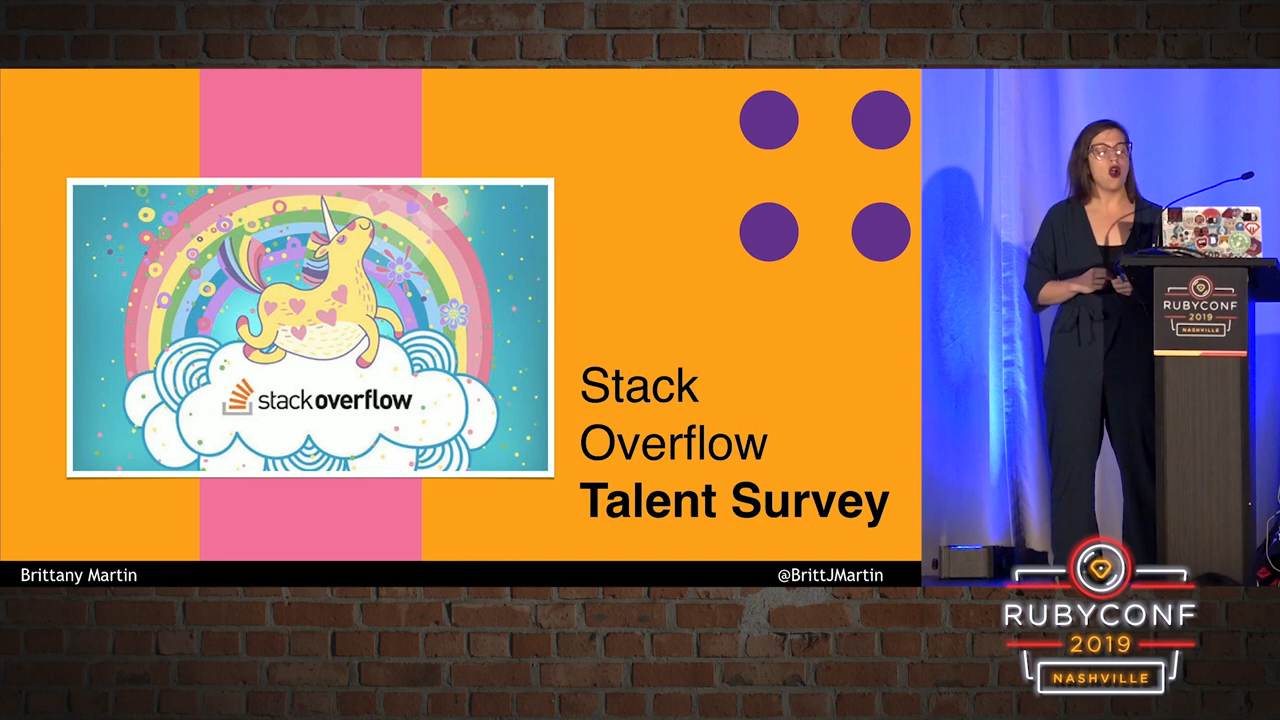 stackoverflow
Stack
Overflow
Talent Survey
Brittany Martin
@BrittJMartin
RUBYCONF
2019
NASHVILLE
RUBYCONF
2019
NASHVILLE